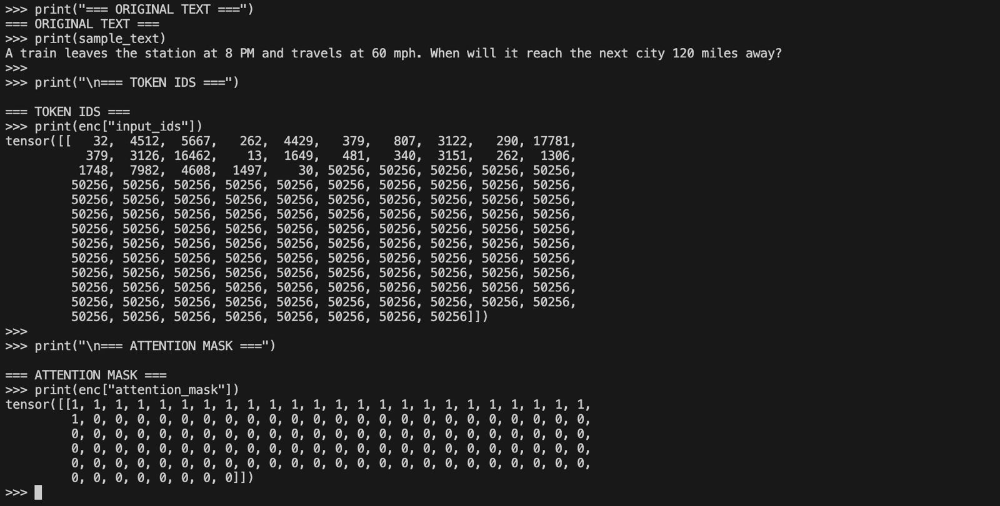 >>> print("=== ORIGINAL TEXT ===")
=== ORIGINAL TEXT ===
>>> print(sample_text)
A train leaves the station at 8 PM and travels at 60 mph. When will it reach the next city 120 miles away?
>>>
>>> print("\n=== TOKEN IDS ===")
=== TOKEN IDS ===
>>> print(enc["input_ids"])
tensor([[   32,  4512,  5667,   262,  4429,   379,   807,  3122,   290, 17781,
           379,  3126, 16462,    13,  1649,   481,   340,  3151,   262,  1306,
          1748,  7982,  4608,  1497,    30, 50256, 50256, 50256, 50256, 50256,
         50256, 50256, 50256, 50256, 50256, 50256, 50256, 50256, 50256, 50256,
         50256, 50256, 50256, 50256, 50256, 50256, 50256, 50256, 50256, 50256,
         50256, 50256, 50256, 50256, 50256, 50256, 50256, 50256, 50256, 50256,
         50256, 50256, 50256, 50256, 50256, 50256, 50256, 50256, 50256, 50256,
         50256, 50256, 50256, 50256, 50256, 50256, 50256, 50256, 50256, 50256,
         50256, 50256, 50256, 50256, 50256, 50256, 50256, 50256, 50256, 50256,
         50256, 50256, 50256, 50256, 50256, 50256, 50256, 50256, 50256, 50256,
         50256, 50256, 50256, 50256, 50256, 50256, 50256, 50256, 50256, 50256,
         50256, 50256, 50256, 50256, 50256, 50256, 50256, 50256, 50256, 50256,
         50256, 50256, 50256, 50256, 50256, 50256, 50256, 50256]])
>>>
>>> print("\n=== ATTENTION MASK ===")
=== ATTENTION MASK ===
>>> print(enc["attention_mask"])
tensor([[1, 1, 1, 1, 1, 1, 1, 1, 1, 1, 1, 1, 1, 1, 1, 1, 1, 1, 1, 1, 1, 1, 1, 1,
         1, 0, 0, 0, 0, 0, 0, 0, 0, 0, 0, 0, 0, 0, 0, 0, 0, 0, 0, 0, 0, 0, 0, 0,
         0, 0, 0, 0, 0, 0, 0, 0, 0, 0, 0, 0, 0, 0, 0, 0, 0, 0, 0, 0, 0, 0, 0, 0,
         0, 0, 0, 0, 0, 0, 0, 0, 0, 0, 0, 0, 0, 0, 0, 0, 0, 0, 0, 0, 0, 0, 0, 0,
         0, 0, 0, 0, 0, 0, 0, 0, 0, 0, 0, 0, 0, 0, 0, 0, 0, 0, 0, 0, 0, 0, 0, 0,
         0, 0, 0, 0, 0, 0, 0, 0]])
>>>